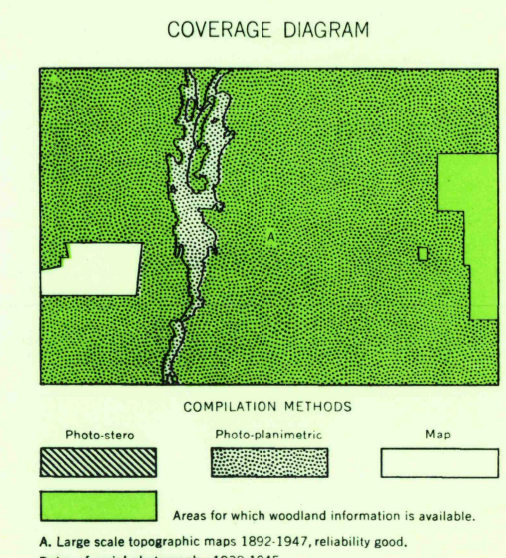 COVERAGE DIAGRAM
A
COMPILATION METHODS
Photo-stero Photo-planimetric Map
Areas for which woodland information is available.
A. Large scale topographic maps 1892-1947, reliability good.